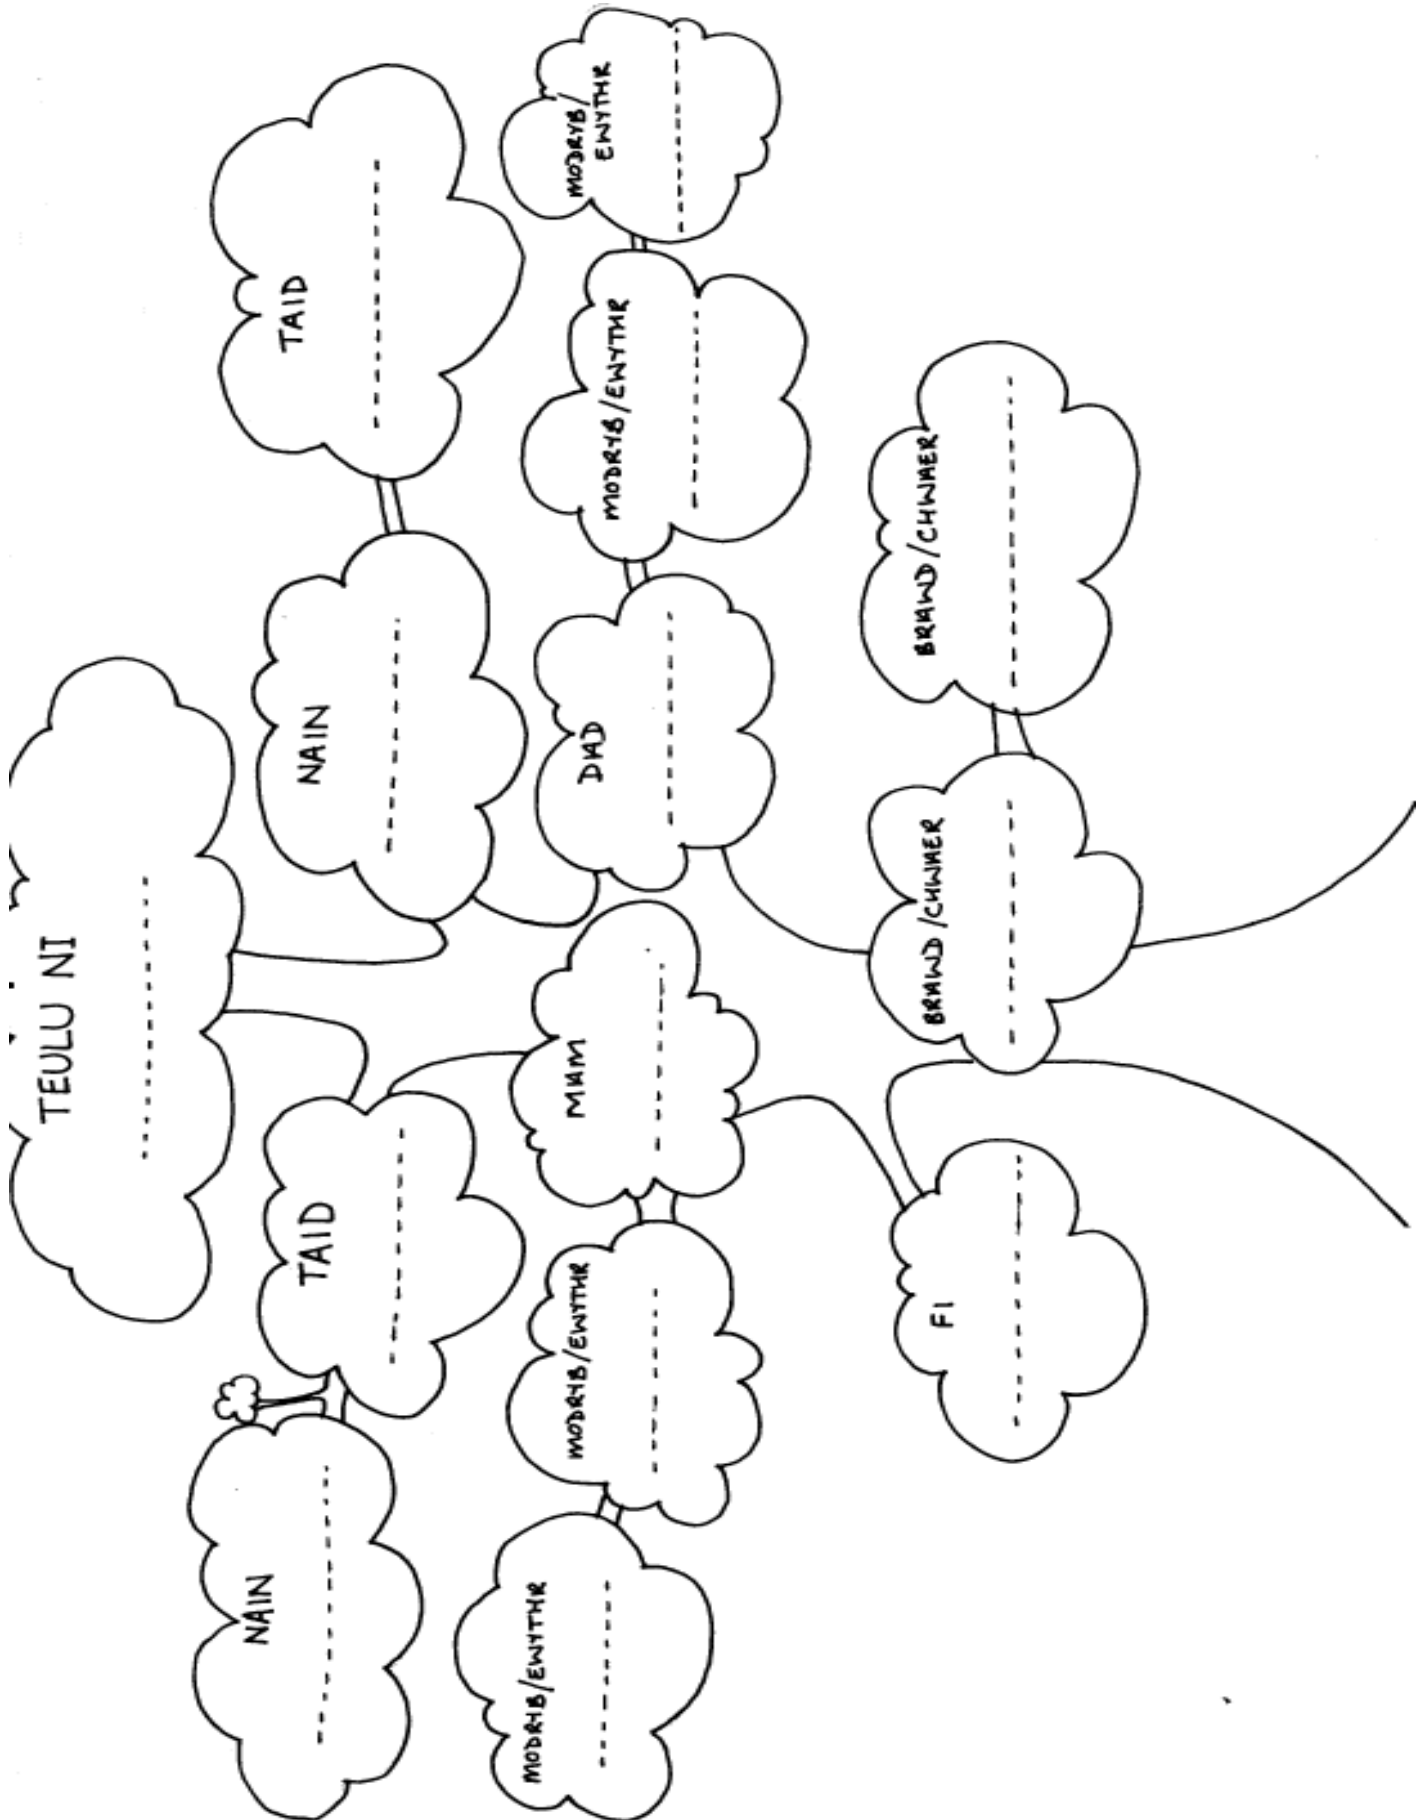 TEULU NI
NAIN
TAID
NAIN
TAID
MODRYB/EWYTHR
MODRYB/EWYTHR
MAM
DAD
MODRYB/EWYTHR
MODRYB/
EWYTHR
FI
BRAWD/CHWAER
BRAWD/CHWAER